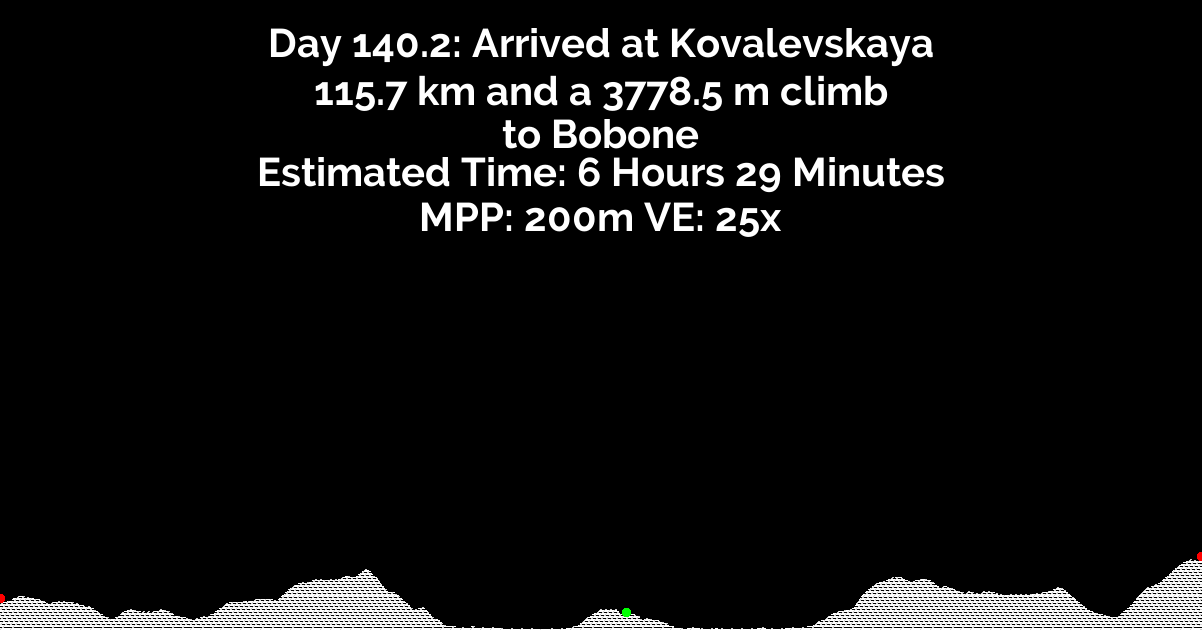 Day 140.2: Arrived at Kovalevskaya
115.7 km and a 3778.5 m climb
to Bobone
Estimated Time: 6 Hours 29 Minutes
MPP: 200m VE: 25x